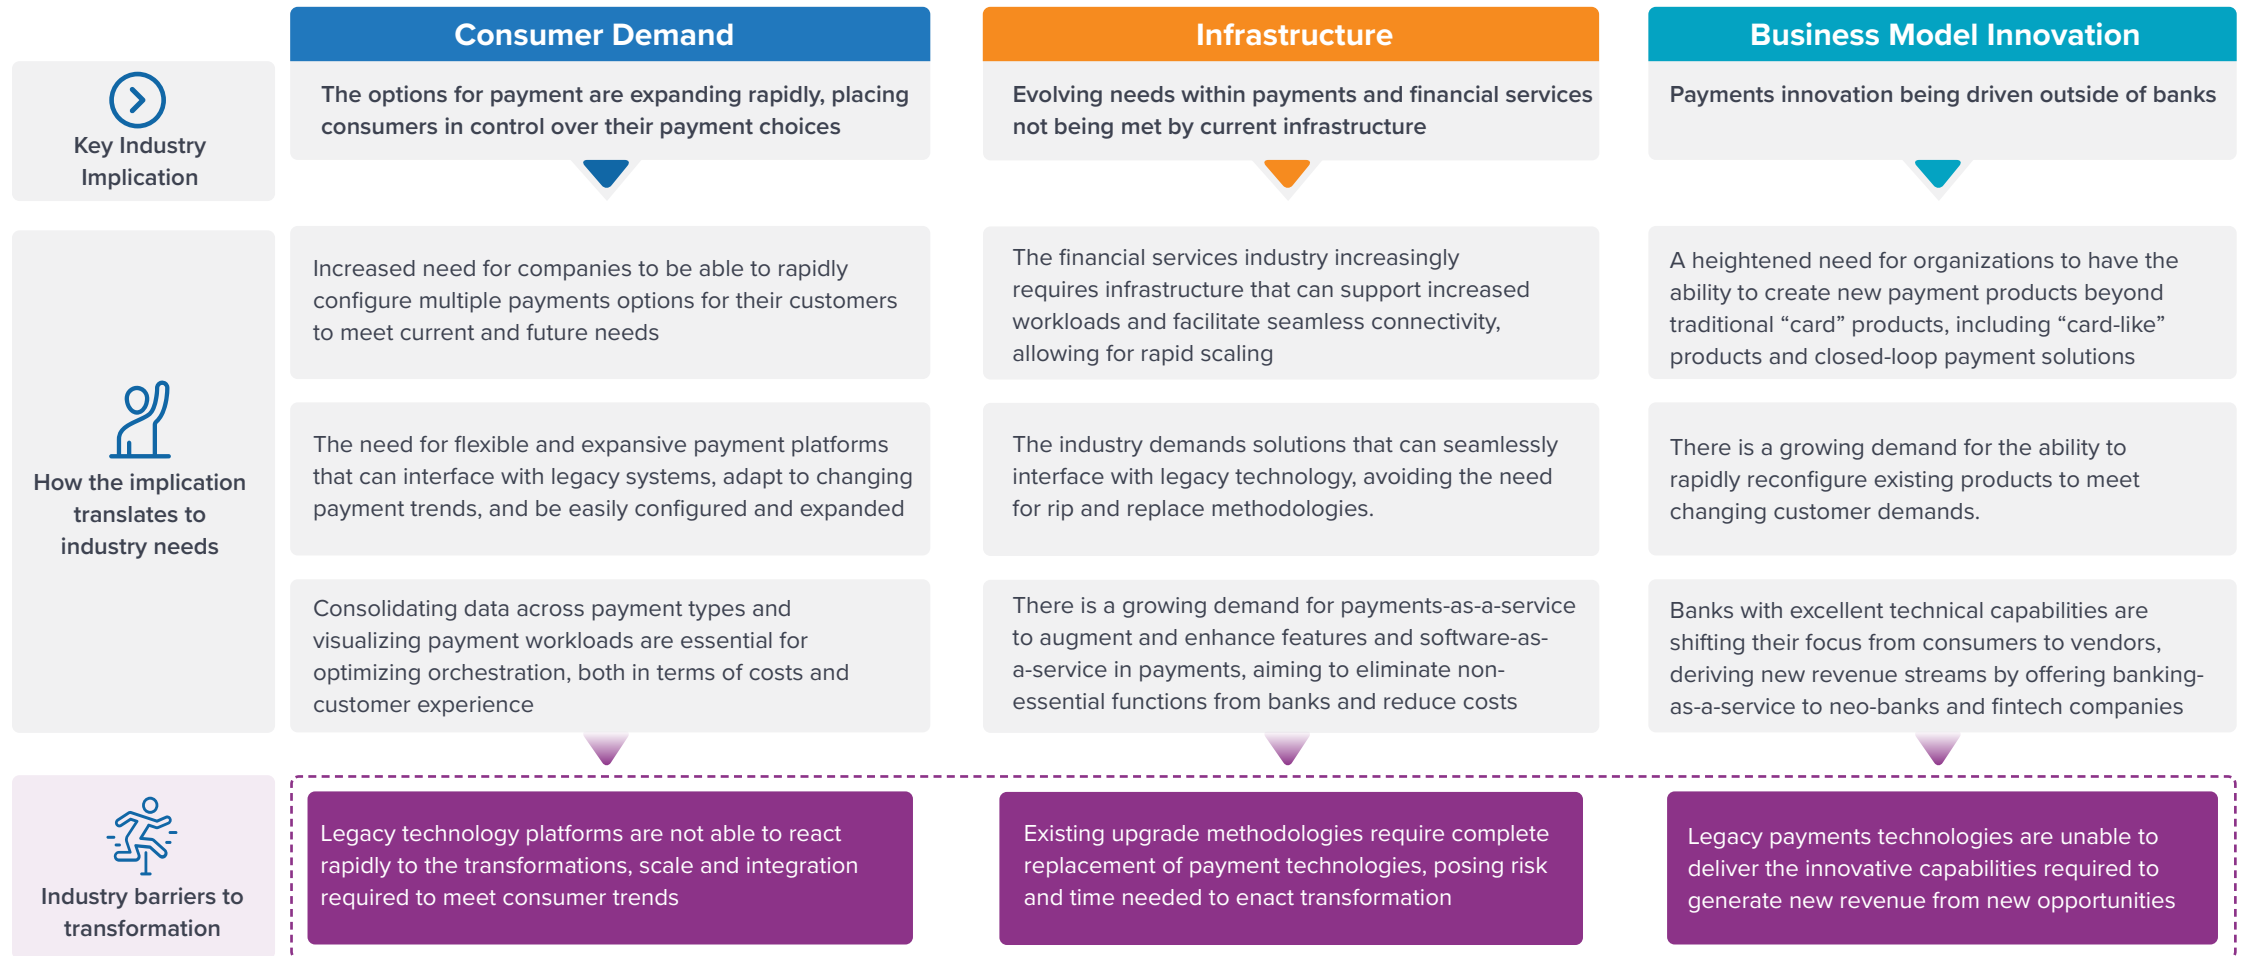 Consumer Demand
Infrastructure
Business Model Innovation
Key Industry
Implication
The options for payment are expanding rapidly, placing
consumers in control over their payment choices
Evolving needs within payments and financial services
not being met by current infrastructure
Payments innovation being driven outside of banks
How the implication
translates to
industry needs
Increased need for companies to be able to rapidly
configure multiple payments options for their customers
to meet current and future needs
The financial services industry increasingly
requires infrastructure that can support increased
workloads and facilitate seamless connectivity,
allowing for rapid scaling
A heightened need for organizations to have the
ability to create new payment products beyond
traditional “card” products, including “card-like”
products and closed-loop payment solutions
The need for flexible and expansive payment platforms
that can interface with legacy systems, adapt to changing
payment trends, and be easily configured and expanded
The industry demands solutions that can seamlessly
interface with legacy technology, avoiding the need
for rip and replace methodologies.
There is a growing demand for the ability to
rapidly reconfigure existing products to meet
changing customer demands.
Consolidating data across payment types and
visualizing payment workloads are essential for
optimizing orchestration, both in terms of costs and
customer experience
There is a growing demand for payments-as-a-service
to augment and enhance features and software-as-
a-service in payments, aiming to eliminate non-
essential functions from banks and reduce costs
Banks with excellent technical capabilities are
shifting their focus from consumers to vendors,
deriving new revenue streams by offering banking-
as-a-service to neo-banks and fintech companies
Industry barriers to
transformation
Legacy technology platforms are not able to react
rapidly to the transformations, scale and integration
required to meet consumer trends
Existing upgrade methodologies require complete
replacement of payment technologies, posing risk
and time needed to enact transformation
Legacy payments technologies are unable to
deliver the innovative capabilities required to
generate new revenue from new opportunities